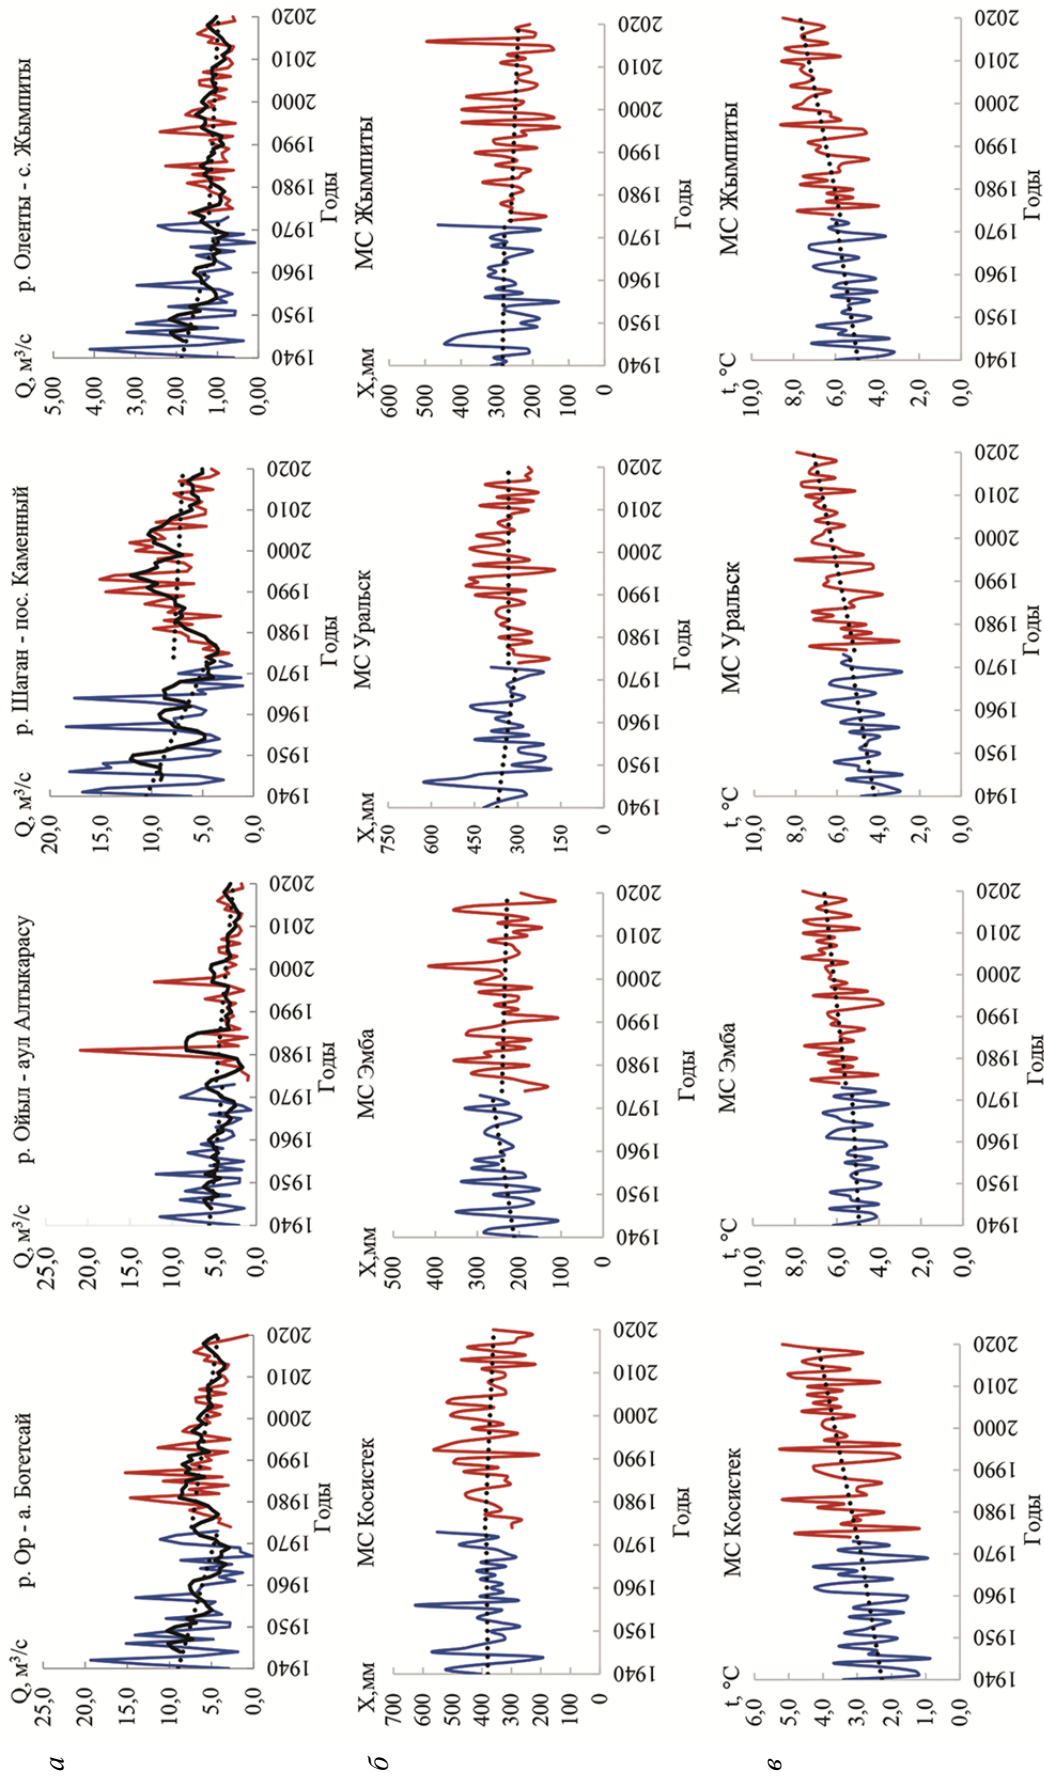 а
Q, м³/с р. Ор - а. Богетсай
25,0
20,0
15,0
10,0
5,0
0,0
1940 1950 1960 1970 1980 1990 2000 2010 2020
Годы
Q, м³/с р. Ойыл - аул Алтыкарасу
25,0
20,0
15,0
10,0
5,0
0,0
1940 1950 1960 1970 1980 1990 2000 2010 2020
Годы
Q, м³/с р. Шаган - пос. Каменный
20,0
15,0
10,0
5,0
0,0
1940 1950 1960 1970 1980 1990 2000 2010 2020
Годы
Q, м³/с р. Оленты - с. Жымпиты
5,00
4,00
3,00
2,00
1,00
0,00
1940 1950 1960 1970 1980 1990 2000 2010 2020
Годы
б
X,мм МС Косистек
700
600
500
400
300
200
100
0
1940 1950 1960 1970 1980 1990 2000 2010 2020
Годы
X,мм МС Эмба
500
400
300
200
100
0
1940 1950 1960 1970 1980 1990 2000 2010 2020
Годы
X,мм МС Уральск
750
600
450
300
150
0
1940 1950 1960 1970 1980 1990 2000 2010 2020
Годы
X,мм МС Жымпиты
600
500
400
300
200
100
0
1940 1950 1960 1970 1980 1990 2000 2010 2020
Годы
в
t, °C МС Косистек
6,0
5,0
4,0
3,0
2,0
1,0
0,0
1940 1950 1960 1970 1980 1990 2000 2010 2020
Годы
t, °C МС Эмба
10,0
8,0
6,0
4,0
2,0
0,0
1940 1950 1960 1970 1980 1990 2000 2010 2020
Годы
t, °C МС Уральск
10,0
8,0
6,0
4,0
2,0
0,0
1940 1950 1960 1970 1980 1990 2000 2010 2020
Годы
t, °C МС Жымпиты
10,0
8,0
6,0
4,0
2,0
0,0
1940 1950 1960 1970 1980 1990 2000 2010 2020
Годы